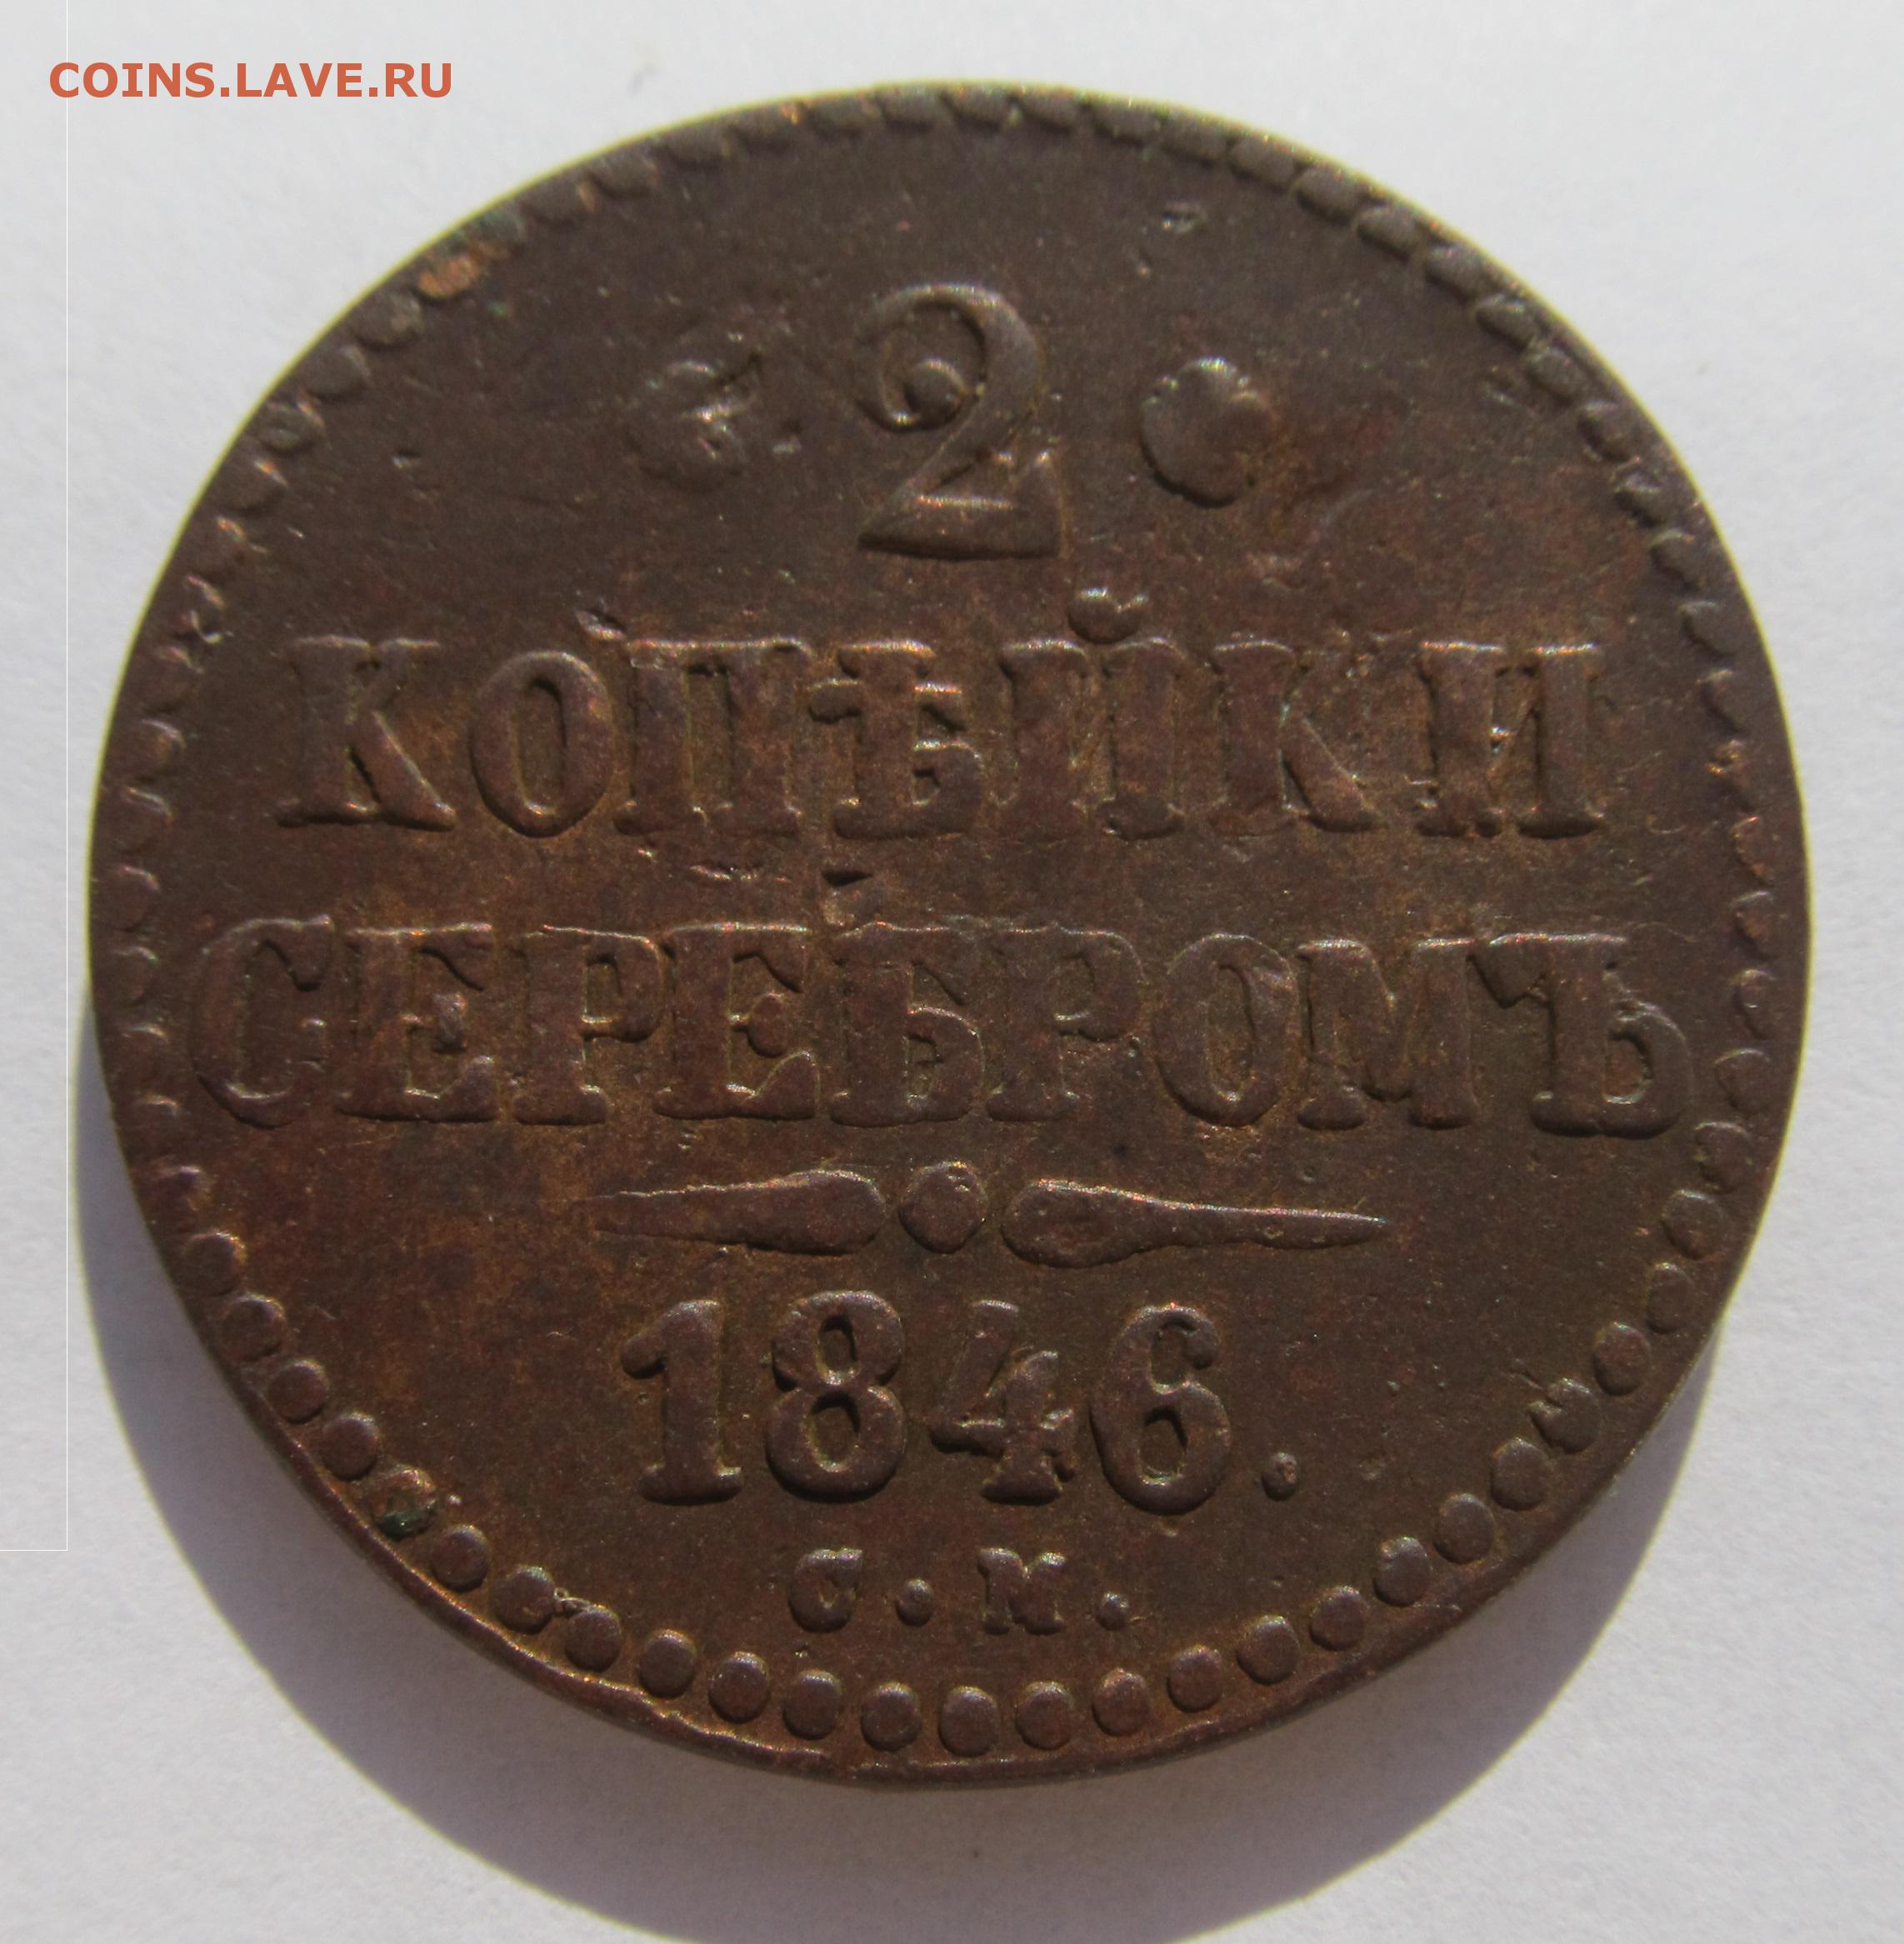 COINS.LAVE.RU
2
КОПѢЙКИ
СЕРЕБРОМЪ
1846.
С.М.